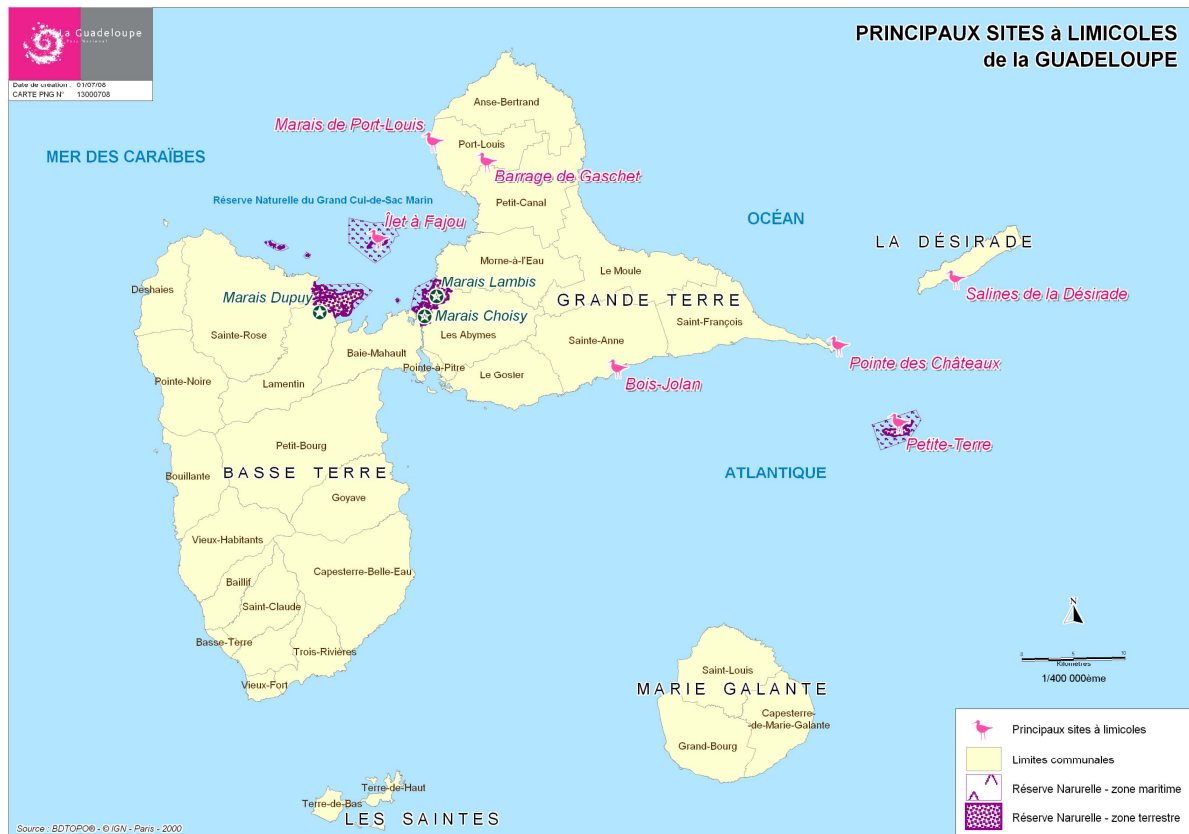 La Guadeloupe
Parc National
Date de création : 01/07/08
CARTE PNG N° 13000708
PRINCIPAUX SITES à LIMICOLES
de la GUADELOUPE
Anse-Bertrand
Marais de Port-Louis
Port-Louis
MER DES CARAÏBES
Barrage de Gaschet
Réserve Naturelle du Grand Cul-de-Sac Marin
Petit-Canal
Îlet à Fajou
OCÉAN
LA DÉSIRADE
Morne-à-l'Eau
Le Moule
Deshaies
Marais Dupuy
Marais Lambis
Salines de la Désirade
GRANDE TERRE
Marais Choisy
Saint-François
Sainte-Rose
Les Abymes
Sainte-Anne
Baie-Mahault
Pointe-à-Pitre
Pointe des Châteaux
Le Gosier
Pointe-Noire
Lamentin
Bois-Jolan
Petit-Bourg
Petite-Terre
Bouillante
BASSE TERRE
ATLANTIQUE
Goyave
Vieux-Habitants
Baillif
Capesterre-Belle-Eau
Saint-Claude
Basse-Terre
Trois-Rivières
Vieux-Fort
N
0 5 10
Kilomètres
1/400 000ème
Saint-Louis
MARIE GALANTE
Capesterre-
-de-Marie-Galante
Grand-Bourg
Principaux sites à limicoles
Limites communales
Réserve Narurelle - zone maritime
Réserve Narurelle - zone terrestre
Terre-de-Haut
Terre-de-Bas
LES SAINTES
Source : BDTOPO® - © IGN - Paris - 2000